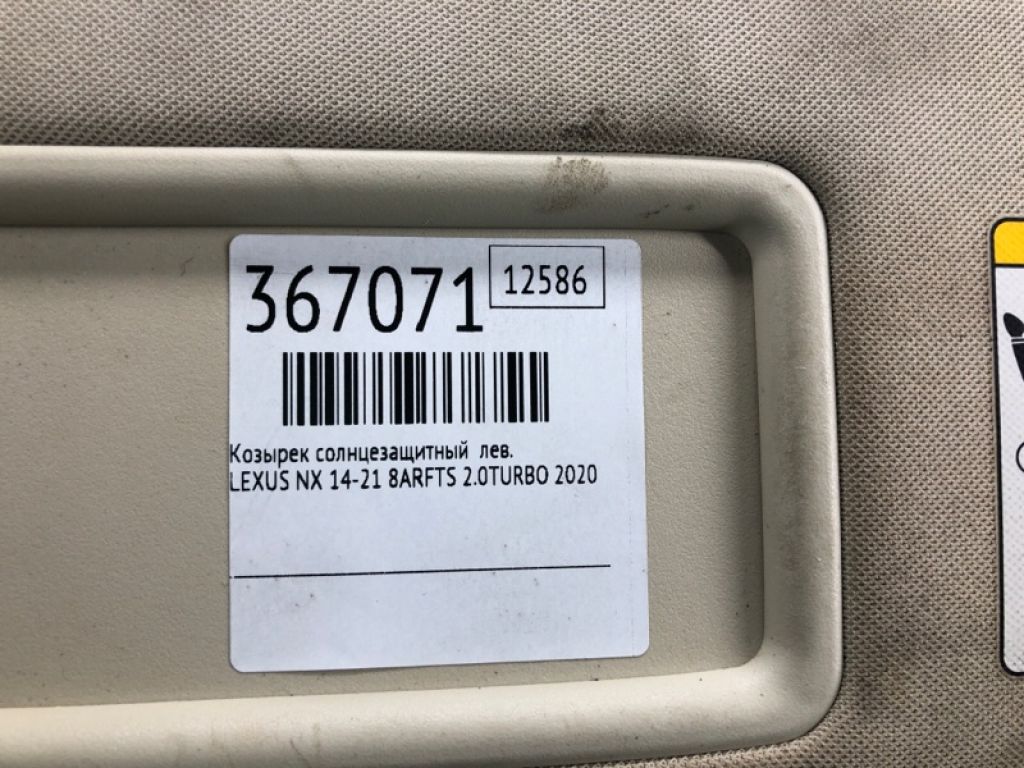 367071
12586
Козырек солнцезащитный лев.
LEXUS NX 14-21 8ARFTS 2.0TURBO 2020